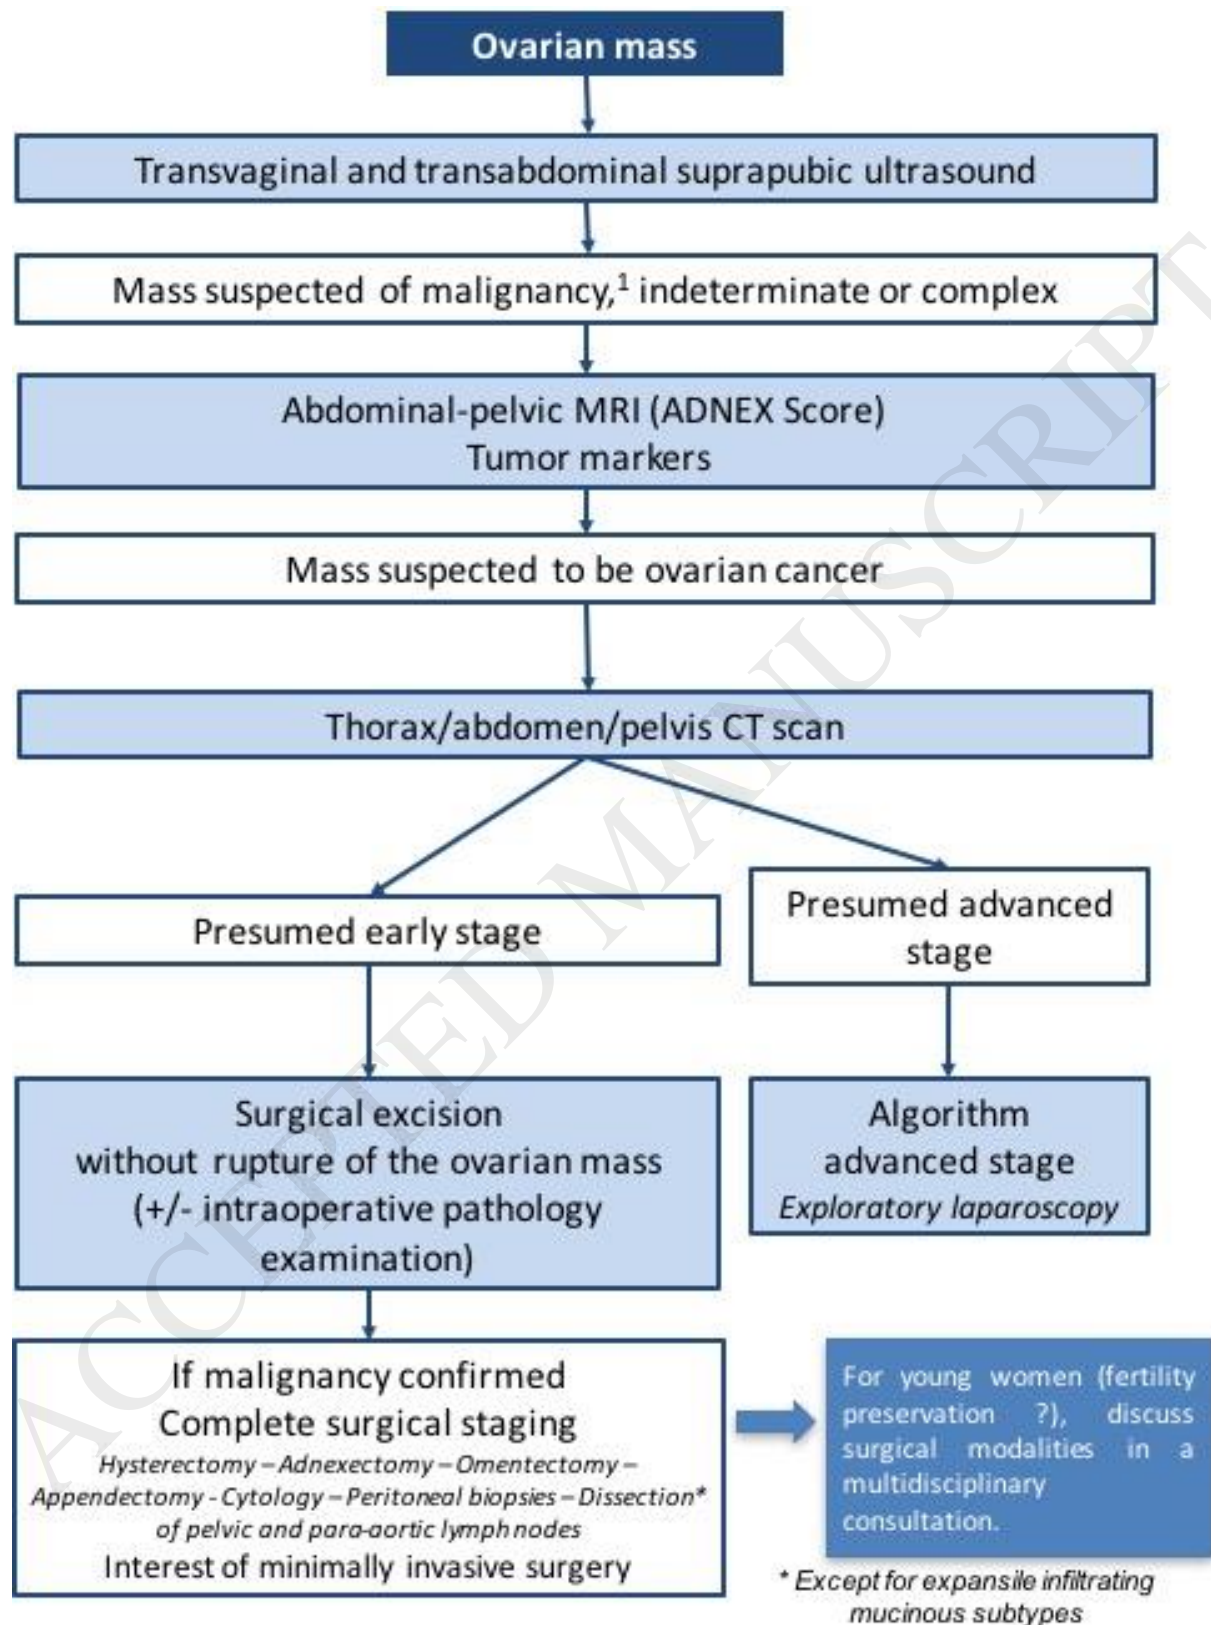 Ovarian mass
Transvaginal and transabdominal suprapubic ultrasound
Mass suspected of malignancy,¹ indeterminate or complex
Abdominal-pelvic MRI (ADNEX Score)
Tumor markers
Mass suspected to be ovarian cancer
Thorax/abdomen/pelvis CT scan
Presumed early stage
Presumed advanced
stage
Surgical excision
without rupture of the ovarian mass
(+/- intraoperative pathology
examination)
Algorithm
advanced stage
Exploratory laparoscopy
If malignancy confirmed
Complete surgical staging
Hysterectomy – Adnexectomy – Omentectomy –
Appendectomy - Cytology – Peritoneal biopsies – Dissection*
of pelvic and para-aortic lymph nodes
Interest of minimally invasive surgery
For young women (fertility
preservation ?), discuss
surgical modalities in a
multidisciplinary
consultation.
* Except for expansile infiltrating
mucinous subtypes
ACCEPTED MANUSCRIPT